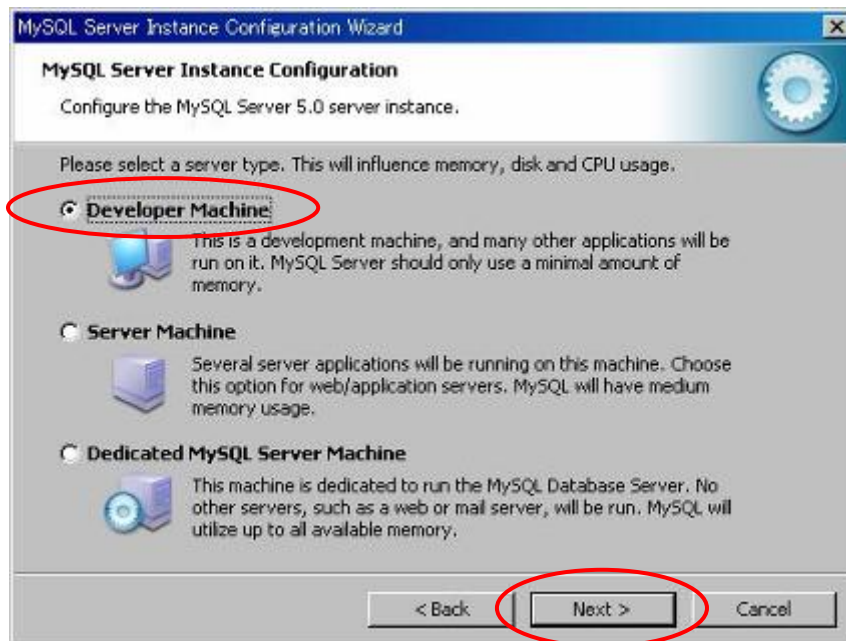 MySQL Server Instance Configuration Wizard
MySQL Server Instance Configuration
Configure the MySQL Server 5.0 server instance.
Please select a server type. This will influence memory, disk and CPU usage.
Developer Machine
This is a development machine, and many other applications will be
run on it. MySQL Server should only use a minimal amount of
memory.
Server Machine
Several server applications will be running on this machine. Choose
this option for web/application servers. MySQL will have medium
memory usage.
Dedicated MySQL Server Machine
This machine is dedicated to run the MySQL Database Server. No
other servers, such as a web or mail server, will be run. MySQL will
utilize up to all available memory.
< Back Next > Cancel